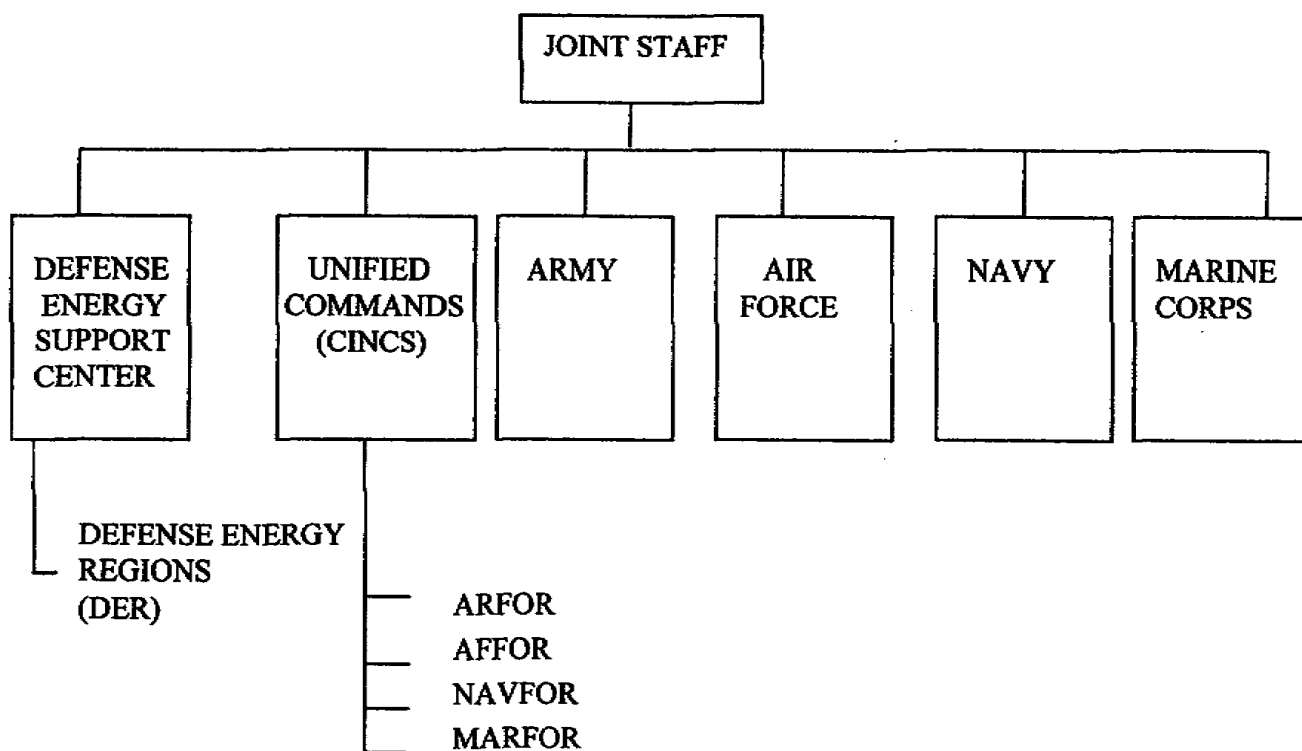 JOINT STAFF
DEFENSE
ENERGY
SUPPORT
CENTER
UNIFIED
COMMANDS
(CINCS)
ARMY
AIR
FORCE
NAVY
MARINE
CORPS
DEFENSE ENERGY
REGIONS
(DER)
ARFOR
AFFOR
NAVFOR
MARFOR